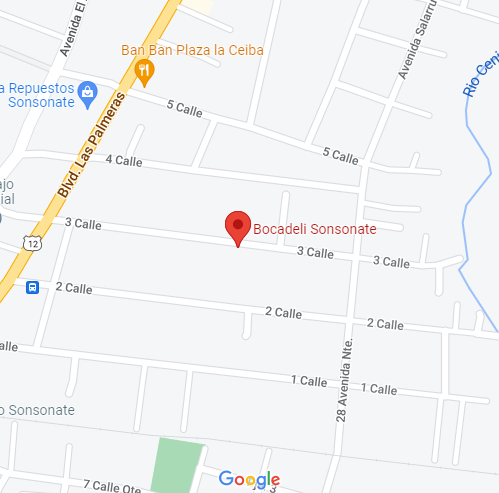 Avenida El
Ban Ban Plaza la Ceiba
Avenida Salarru
Rio Ceni
a Repuestos
Sonsonate
Blvd. Las Palmeras
5 Calle
5 Calle
4 Calle
ajo
ial
3 Calle
Bocadeli Sonsonate
12
3 Calle
3 Calle
2 Calle
2 Calle
2 Calle
alle
1 Calle
1 Calle
28 Avenida Nte.
o Sonsonate
7 Calle Ote
Google